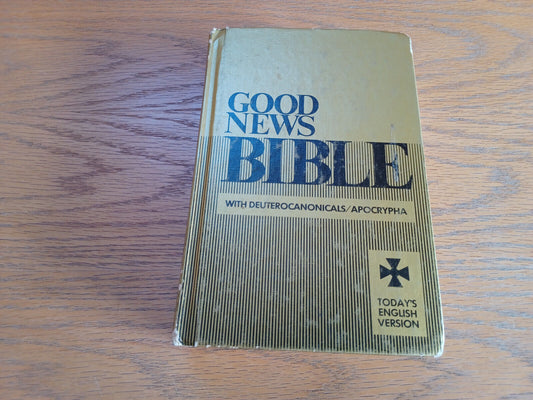 GOOD
NEWS
BIBLE
WITH DEUTEROCANONICALS/APOCRYPHA
TODAY'S
ENGLISH
VERSION